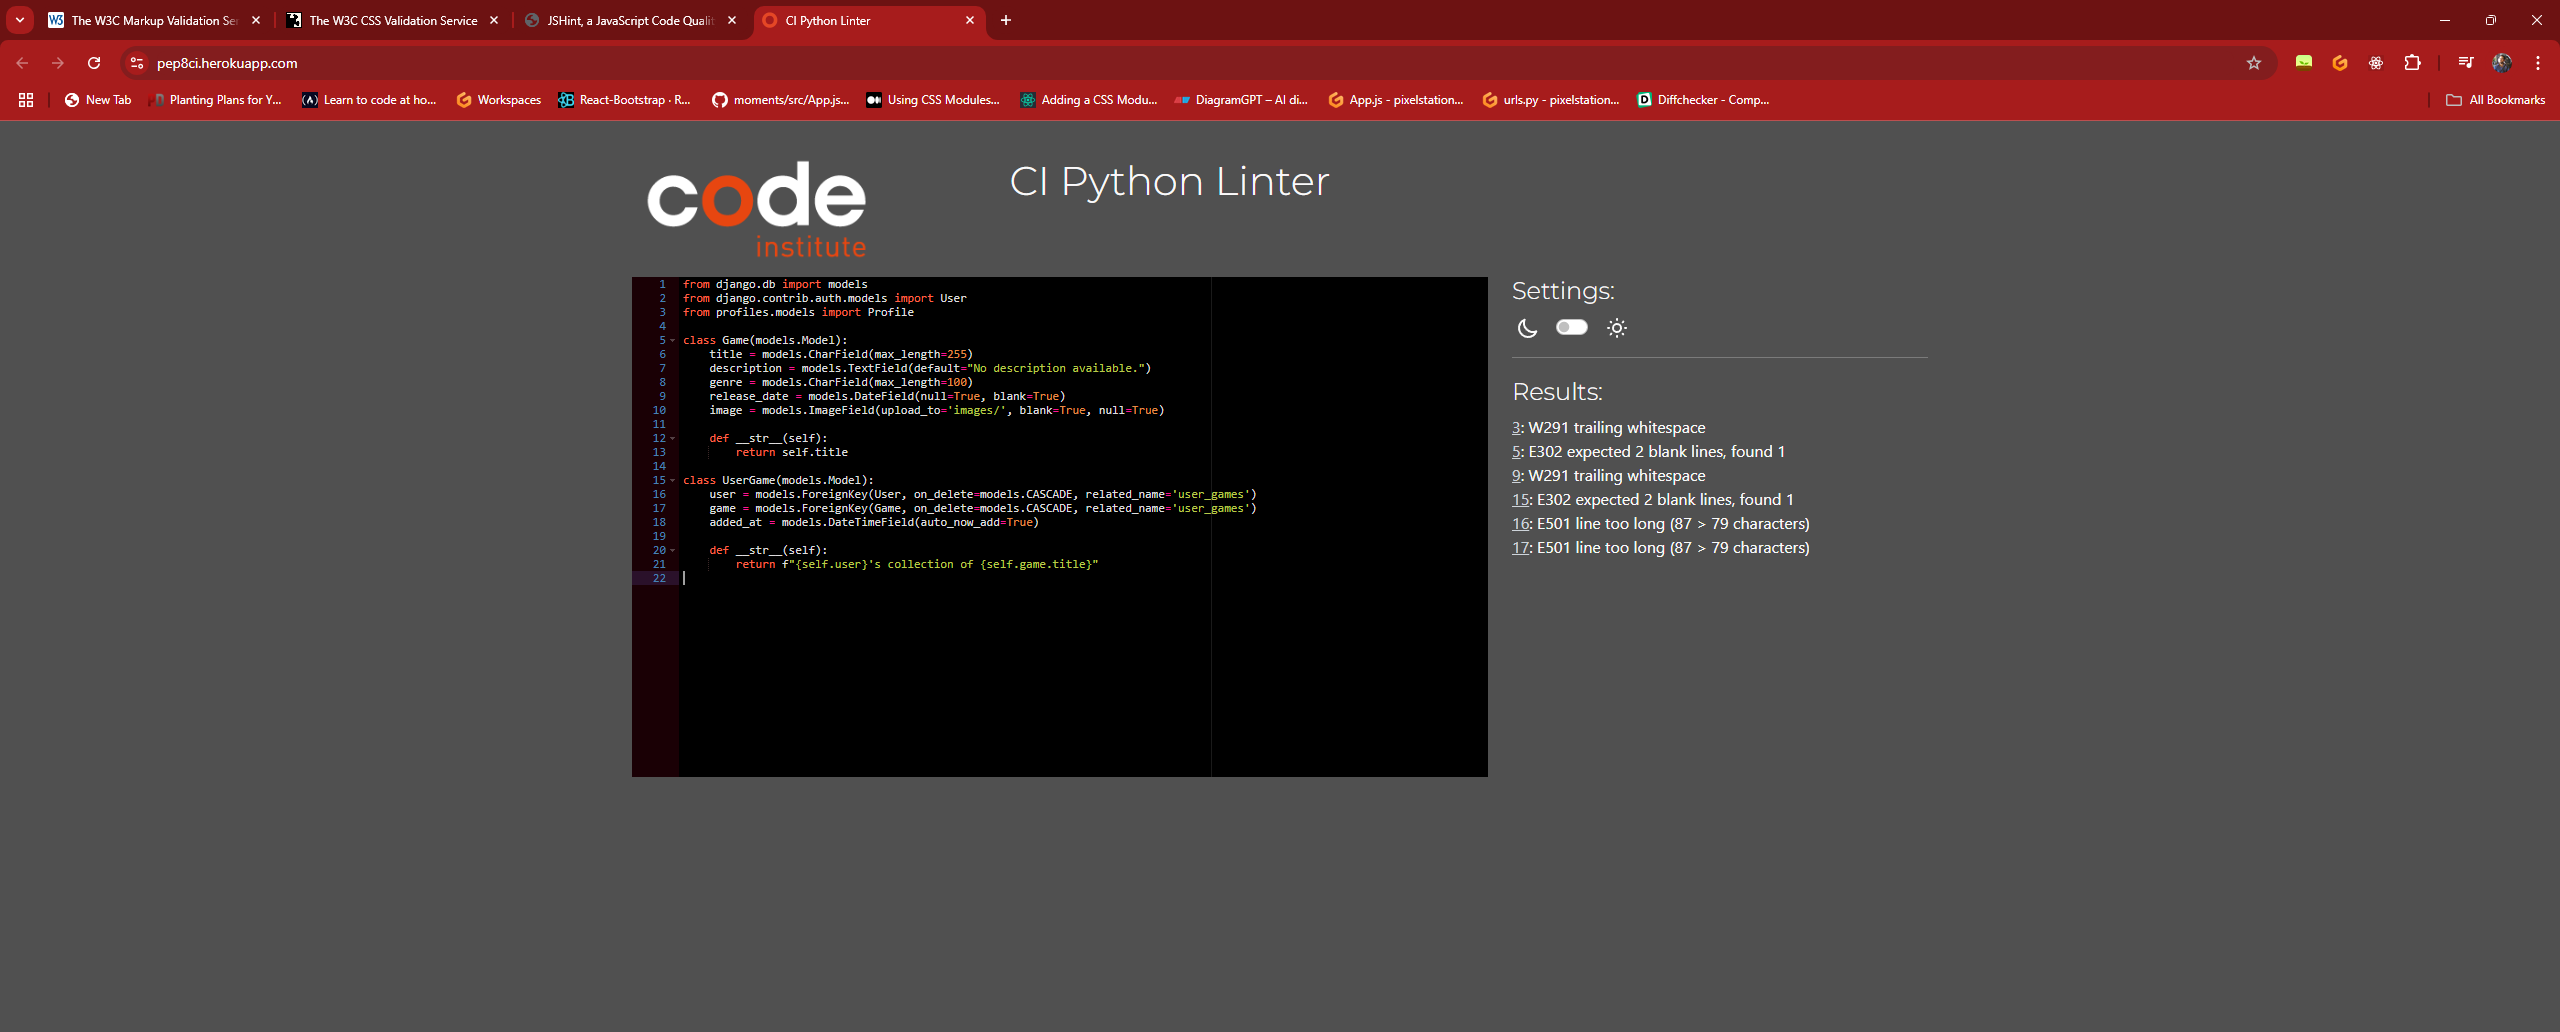 The W3C Markup Validation Se
The W3C CSS Validation Service
JSHint, a JavaScript Code Qualit
CI Python Linter
pep8ci.herokuapp.com
New Tab
Planting Plans for Y...
Learn to code at ho...
Workspaces
React-Bootstrap · R...
moments/src/App.js...
Using CSS Modules...
Adding a CSS Modu...
DiagramGPT – AI di...
App.js - pixelstation...
urls.py - pixelstation...
Diffchecker - Comp...
All Bookmarks
code
institute
CI Python Linter
1 from django.db import models
2 from django.contrib.auth.models import User
3 from profiles.models import Profile
4
5 class Game(models.Model):
6     title = models.CharField(max_length=255)
7     description = models.TextField(default="No description available.")
8     genre = models.CharField(max_length=100)
9     release_date = models.DateField(null=True, blank=True)
10     image = models.ImageField(upload_to='images/', blank=True, null=True)
11
12     def __str__(self):
13         return self.title
14
15 class UserGame(models.Model):
16     user = models.ForeignKey(User, on_delete=models.CASCADE, related_name='user_games')
17     game = models.ForeignKey(Game, on_delete=models.CASCADE, related_name='user_games')
18     added_at = models.DateTimeField(auto_now_add=True)
19
20     def __str__(self):
21         return f"{self.user}'s collection of {self.game.title}"
22
Settings:
Results:
3: W291 trailing whitespace
5: E302 expected 2 blank lines, found 1
9: W291 trailing whitespace
15: E302 expected 2 blank lines, found 1
16: E501 line too long (87 > 79 characters)
17: E501 line too long (87 > 79 characters)